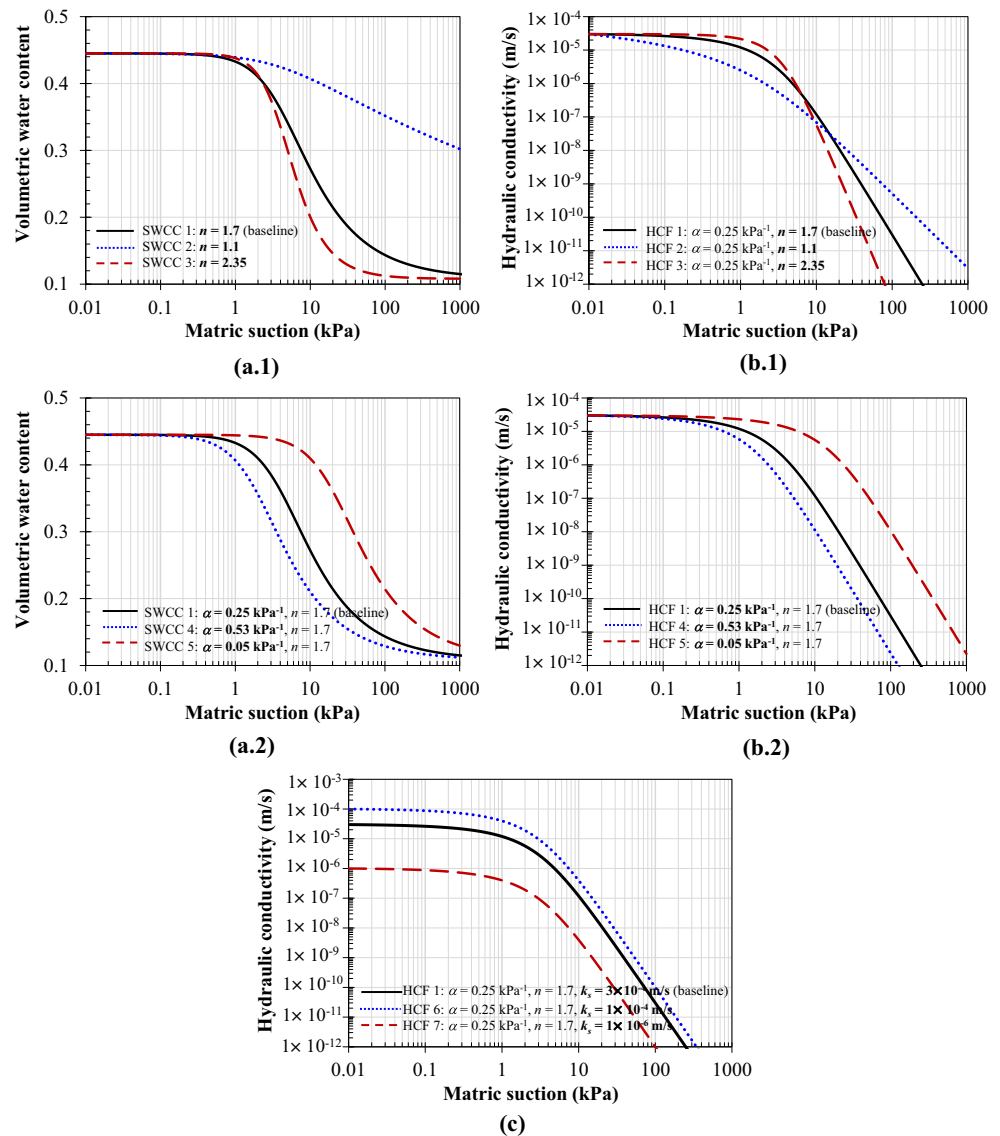 0.5
0.4
0.3
0.2
0.1
Volumetric water content
SWCC 1: n = 1.7 (baseline)
SWCC 2: n = 1.1
SWCC 3: n = 2.35
0.01 0.1 1 10 100 1000
Matric suction (kPa)
(a.1)
1× 10⁻⁴
1× 10⁻⁵
1× 10⁻⁶
1× 10⁻⁷
1× 10⁻⁸
1× 10⁻⁹
1× 10⁻¹⁰
1× 10⁻¹¹
1× 10⁻¹²
Hydraulic conductivity (m/s)
HCF 1: α = 0.25 kPa⁻¹, n = 1.7 (baseline)
HCF 2: α = 0.25 kPa⁻¹, n = 1.1
HCF 3: α = 0.25 kPa⁻¹, n = 2.35
0.01 0.1 1 10 100 1000
Matric suction (kPa)
(b.1)
0.5
0.4
0.3
0.2
0.1
Volumetric water content
SWCC 1: α = 0.25 kPa⁻¹, n = 1.7 (baseline)
SWCC 4: α = 0.53 kPa⁻¹, n = 1.7
SWCC 5: α = 0.05 kPa⁻¹, n = 1.7
0.01 0.1 1 10 100 1000
Matric suction (kPa)
(a.2)
1× 10⁻⁴
1× 10⁻⁵
1× 10⁻⁶
1× 10⁻⁷
1× 10⁻⁸
1× 10⁻⁹
1× 10⁻¹⁰
1× 10⁻¹¹
1× 10⁻¹²
Hydraulic conductivity (m/s)
HCF 1: α = 0.25 kPa⁻¹, n = 1.7 (baseline)
HCF 4: α = 0.53 kPa⁻¹, n = 1.7
HCF 5: α = 0.05 kPa⁻¹, n = 1.7
0.01 0.1 1 10 100 1000
Matric suction (kPa)
(b.2)
1× 10⁻³
1× 10⁻⁴
1× 10⁻⁵
1× 10⁻⁶
1× 10⁻⁷
1× 10⁻⁸
1× 10⁻⁹
1× 10⁻¹⁰
1× 10⁻¹¹
1× 10⁻¹²
Hydraulic conductivity (m/s)
HCF 1: α = 0.25 kPa⁻¹, n = 1.7, kₛ = 3× m/s (baseline)
HCF 6: α = 0.25 kPa⁻¹, n = 1.7, kₛ = 1× 10⁻⁴ m/s
HCF 7: α = 0.25 kPa⁻¹, n = 1.7, kₛ = 1× 10⁻⁶ m/s
0.01 0.1 1 10 100 1000
Matric suction (kPa)
(c)